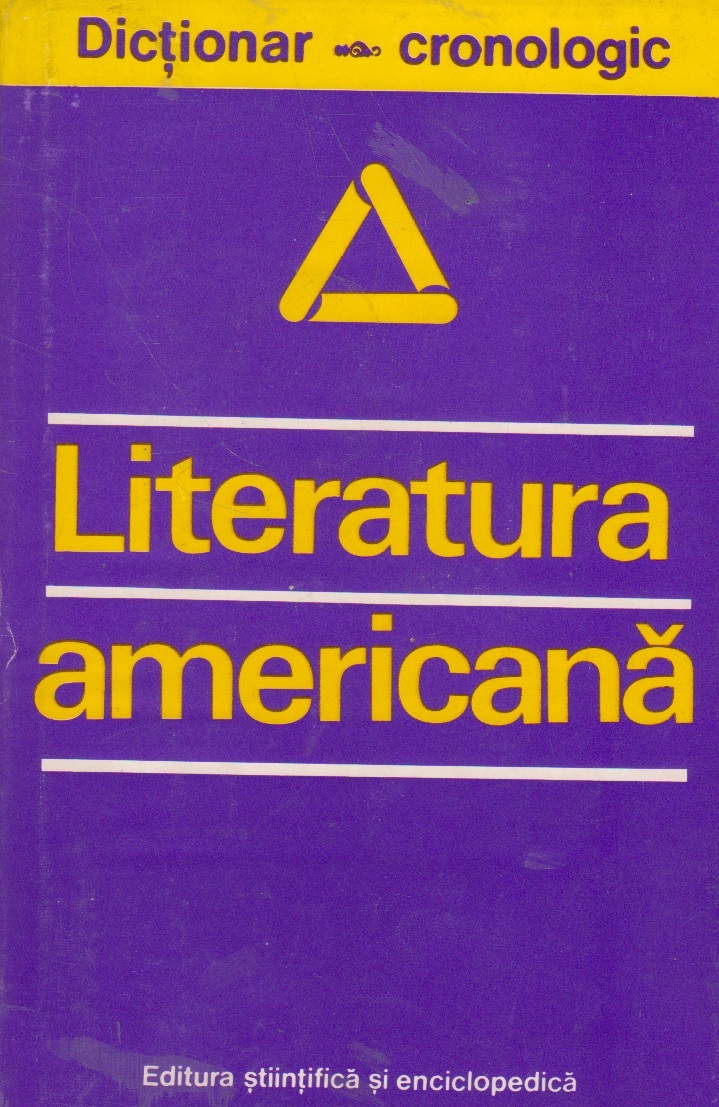 Dicționar cronologic
Literatura
americană
Editura științifică și enciclopedică